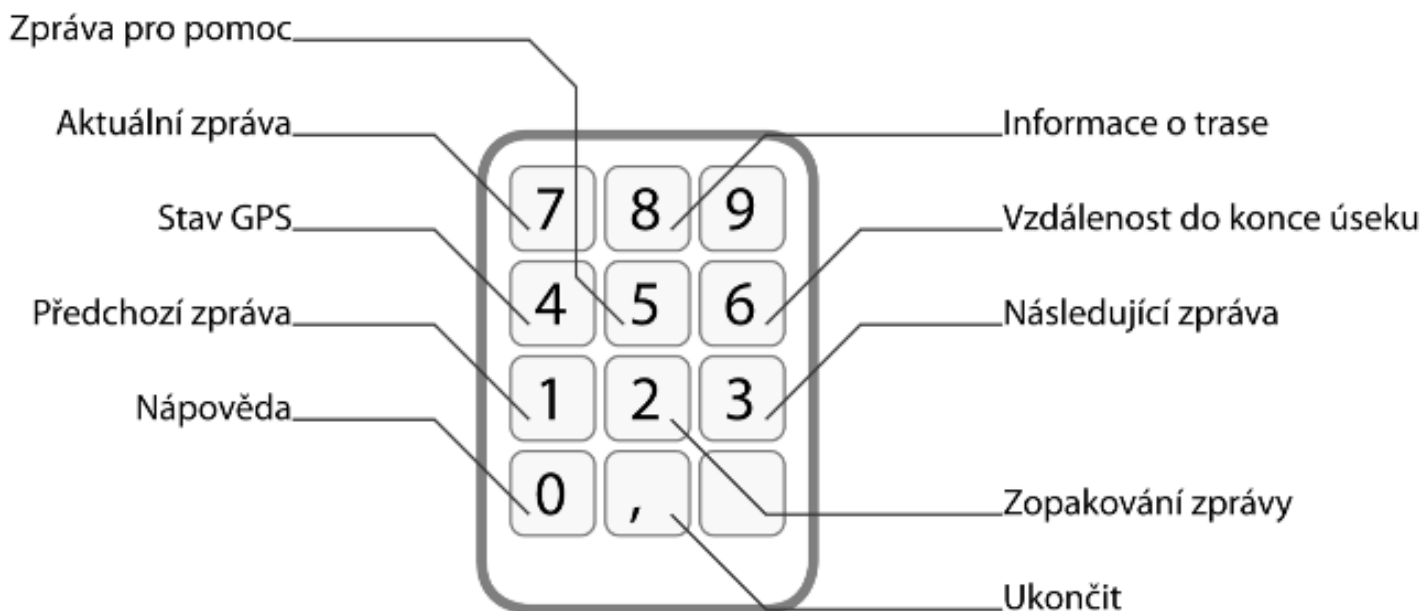 Zpráva pro pomoc
Aktuální zpráva
Informace o trase
7 8 9
Stav GPS
Vzdálenost do konce úseku
4 5 6
Předchozí zpráva
Následující zpráva
1 2 3
Nápověda
0 ,
Zopakování zprávy
Ukončit